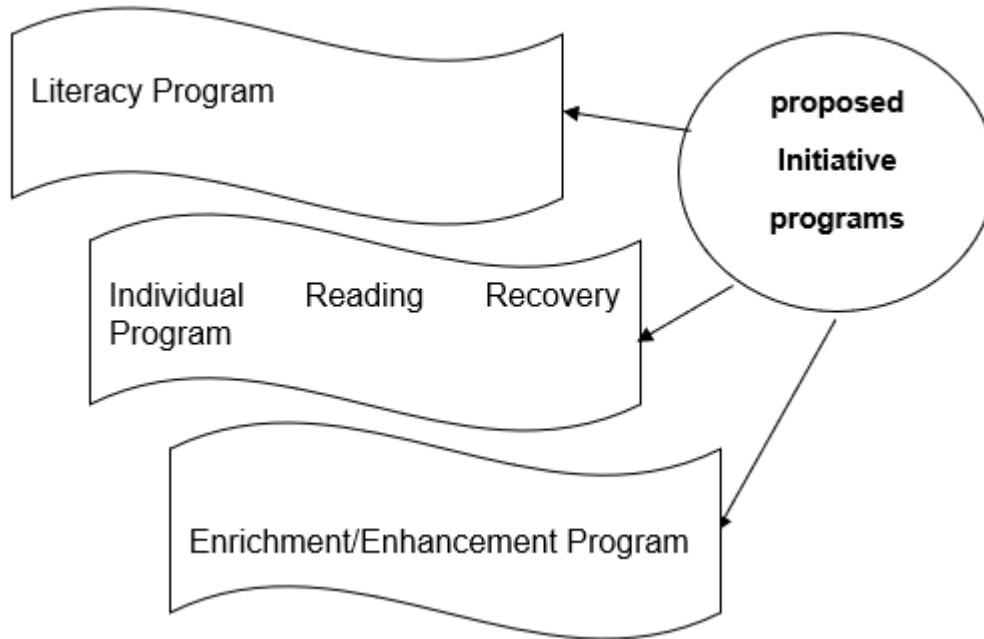 Literacy Program
proposed
Initiative
programs
Individual Reading Recovery
Program
Enrichment/Enhancement Program